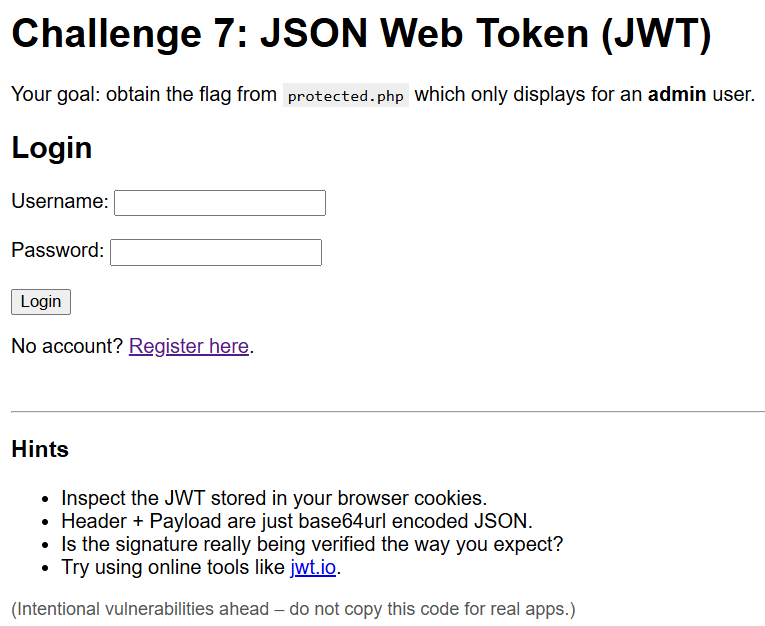 Challenge 7: JSON Web Token (JWT)
Your goal: obtain the flag from protected.php which only displays for an admin user.
Login
Username:
Password:
Login
No account? Register here.
Hints
• Inspect the JWT stored in your browser cookies.
• Header + Payload are just base64url encoded JSON.
• Is the signature really being verified the way you expect?
• Try using online tools like jwt.io.
(Intentional vulnerabilities ahead – do not copy this code for real apps.)